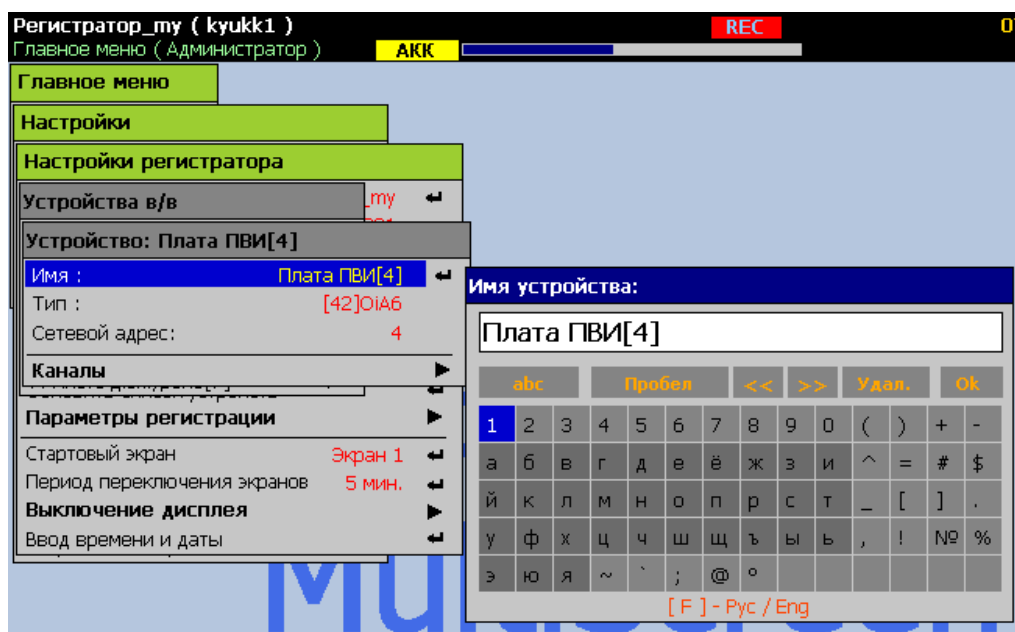 Регистратор_my ( kyukk1 )
REC
Главное меню ( Администратор )
АКК
Главное меню
Настройки
Настройки регистратора
Устройства в/в
_my
Устройство: Плата ПВИ[4]
Имя :
Плата ПВИ[4]
Тип :
[42]OiA6
Сетевой адрес:
4
Каналы
Параметры регистрации
Стартовый экран
Экран 1
Период переключения экранов
5 мин.
Выключение дисплея
Ввод времени и даты
Имя устройства:
Плата ПВИ[4]
abc Пробел << >> Удал. Ok
1 2 3 4 5 6 7 8 9 0 ( ) + -
а б в г д е ё ж з и ^ = # $
й к л м н о п р с т _ [ ] .
у ф х ц ч ш щ ъ ы ь , ! № %
э ю я ~ ` ; @ °
[ F ] - Рус / Eng